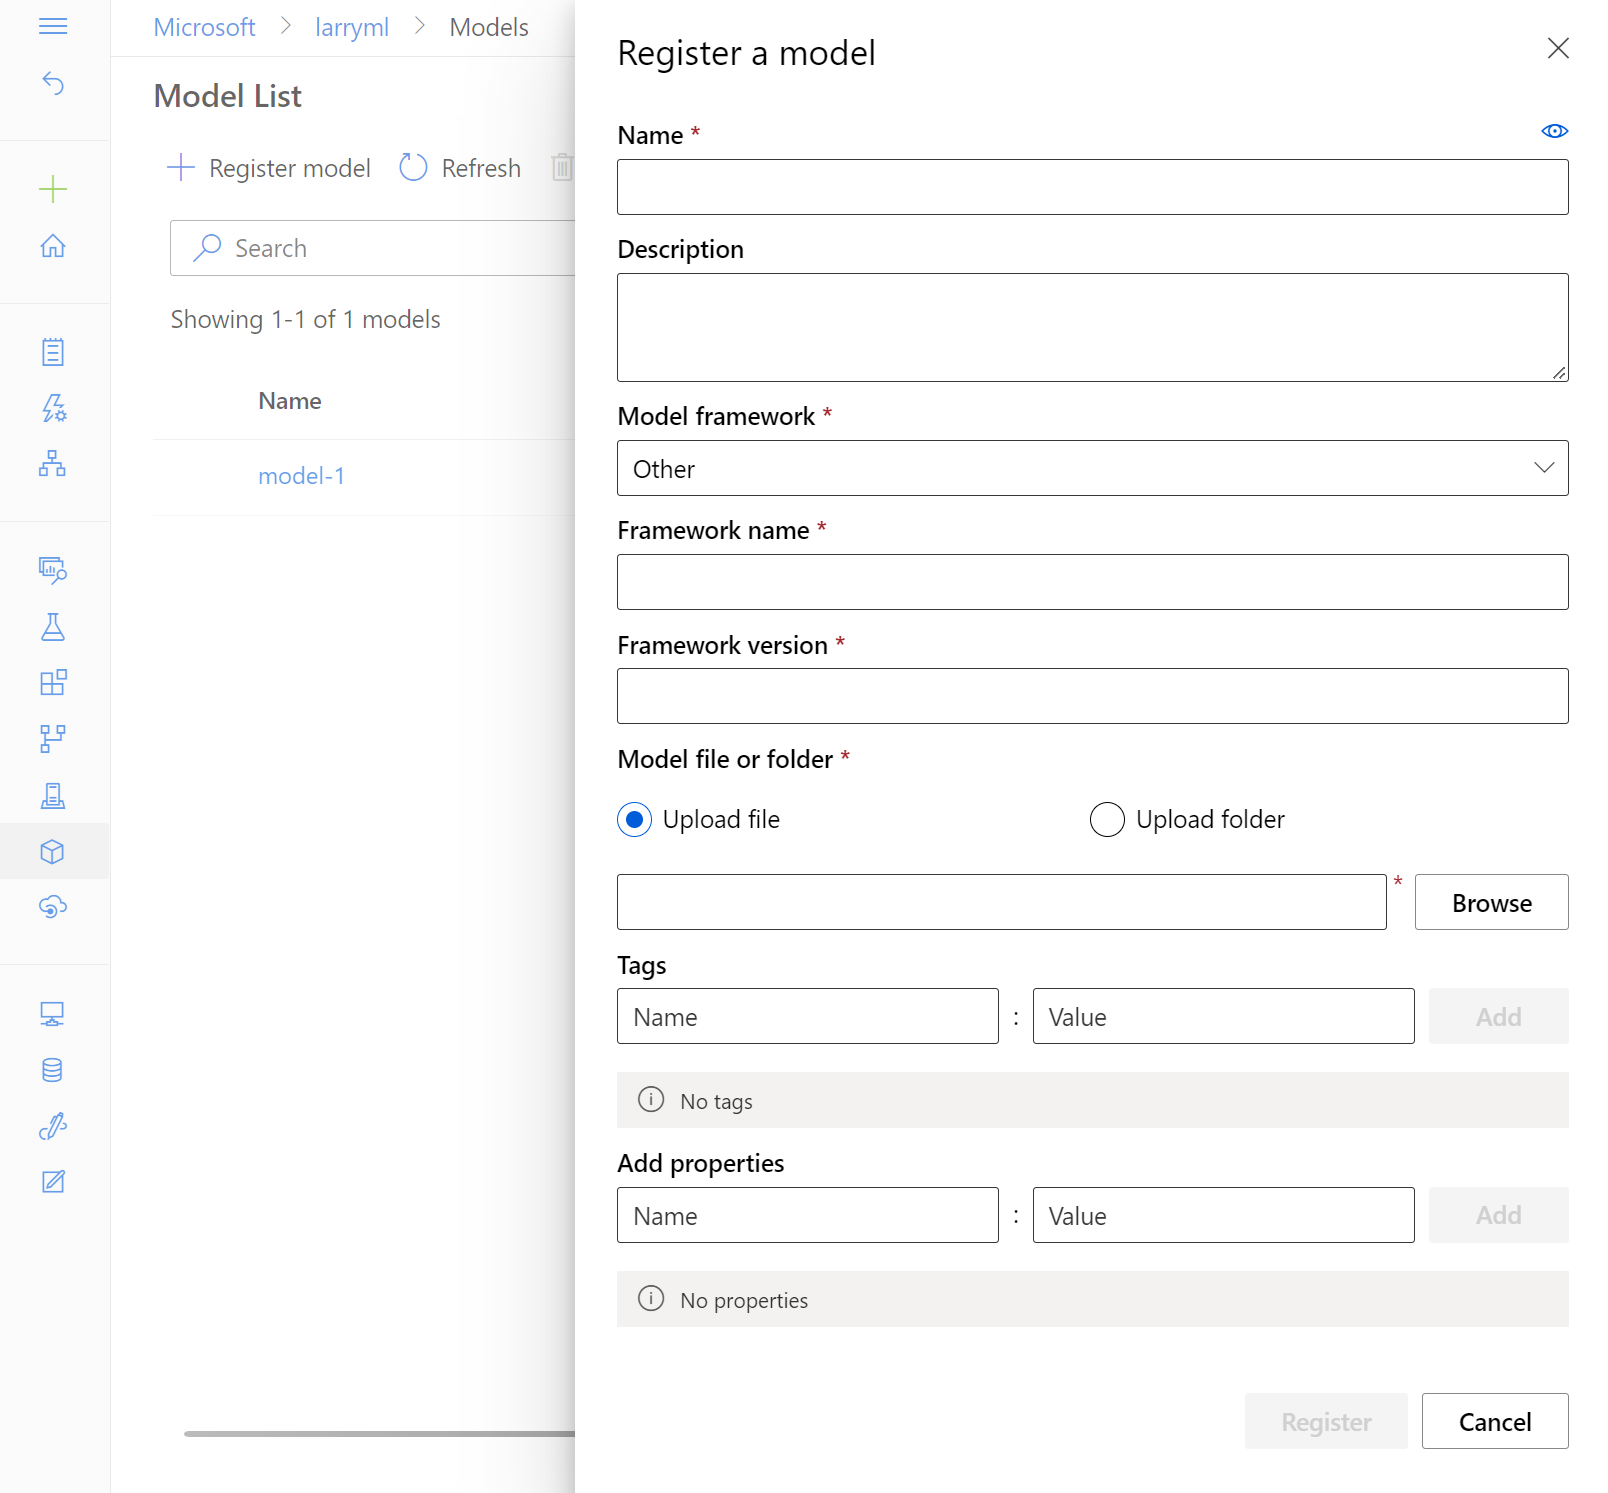 Microsoft > larryml > Models
Model List
Register model Refresh
Search
Showing 1-1 of 1 models
Name
model-1
Register a model
Name *
Description
Model framework *
Other
Framework name *
Framework version *
Model file or folder *
Upload file Upload folder
* Browse
Tags
Name : Value Add
No tags
Add properties
Name : Value Add
No properties
Register Cancel